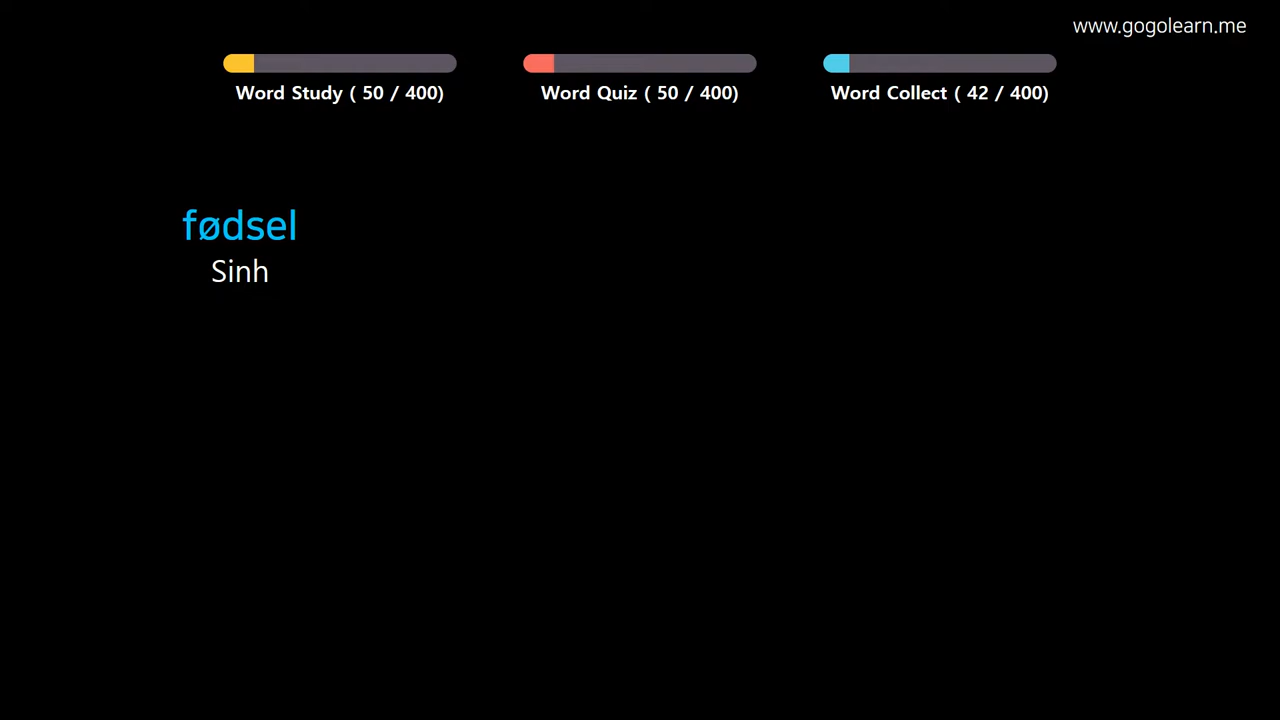 www.gogolearn.me
Word Study ( 50 / 400)
Word Quiz ( 50 / 400)
Word Collect ( 42 / 400)
fødsel
Sinh